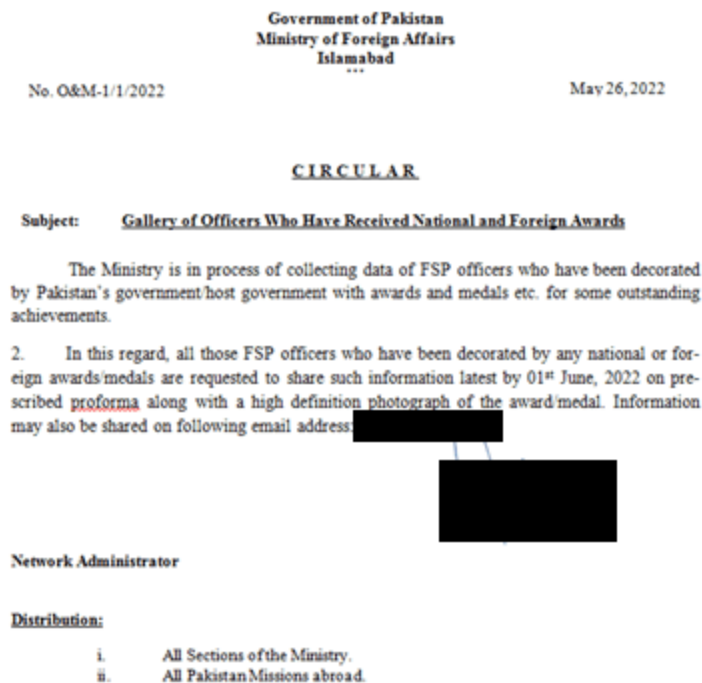 Government of Pakistan
Ministry of Foreign Affairs
Islamabad
***
No. O&M-1/1/2022
May 26, 2022
CIRCULAR
Subject: Gallery of Officers Who Have Received National and Foreign Awards
The Ministry is in process of collecting data of FSP officers who have been decorated
by Pakistan's government/host government with awards and medals etc. for some outstanding
achievements.
2. In this regard, all those FSP officers who have been decorated by any national or for-
eign awards/medals are requested to share such information latest by 01st June, 2022 on pre-
scribed proforma along with a high definition photograph of the award/medal. Information
may also be shared on following email address:
Network Administrator
Distribution:
i. All Sections of the Ministry.
ii. All Pakistan Missions abroad.